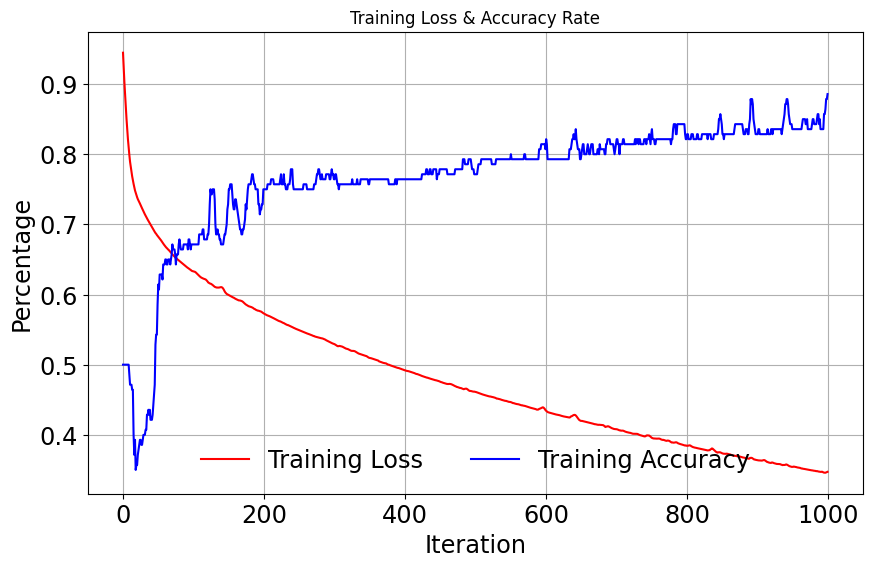 Training Loss & Accuracy Rate
Percentage
0.9
0.8
0.7
0.6
0.5
0.4
Training Loss Training Accuracy
0 200 400 600 800 1000
Iteration